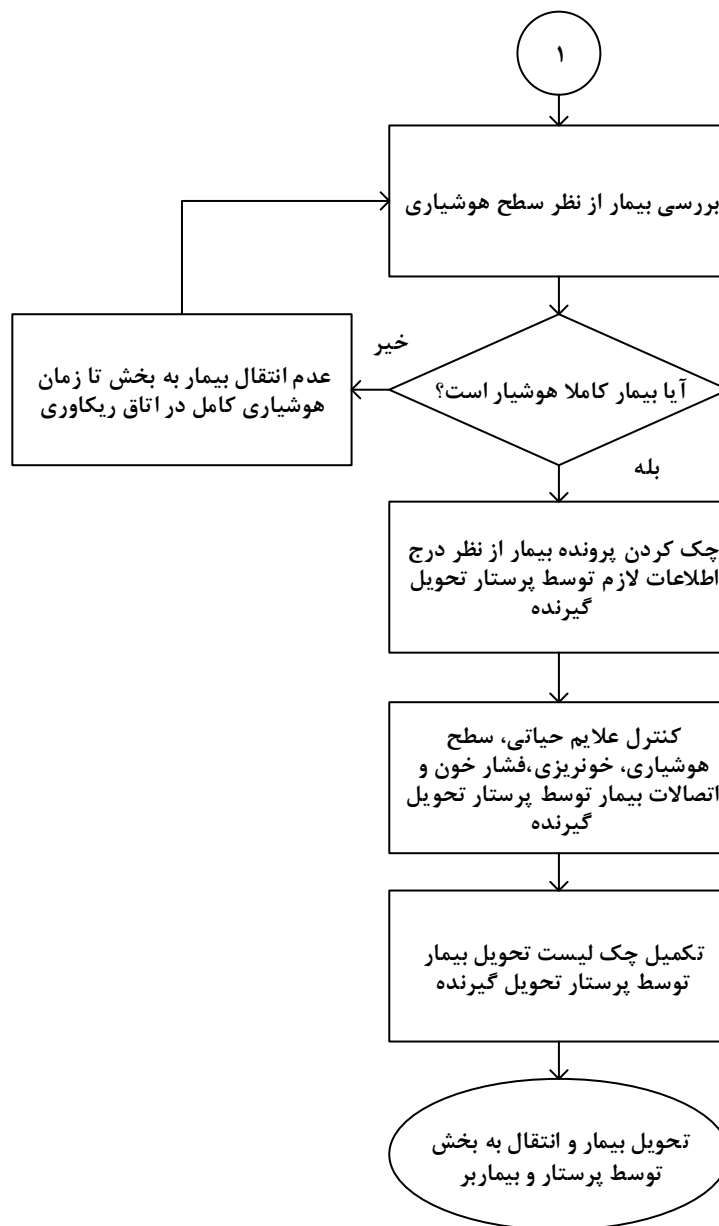 ۱
بررسی بیمار از نظر سطح هوشیاری
آیا بیمار کاملا هوشیار است؟
خیر
عدم انتقال بیمار به بخش تا زمان
هوشیاری کامل در اتاق ریکاوری
بله
چک کردن پرونده بیمار از نظر درج
اطلاعات لازم توسط پرستار تحویل
گیرنده
کنترل علایم حیاتی، سطح
هوشیاری، خونریزی،فشار خون و
اتصالات بیمار توسط پرستار تحویل
گیرنده
تکمیل چک لیست تحویل بیمار
توسط پرستار تحویل گیرنده
تحویل بیمار و انتقال به بخش
توسط پرستار و بیماربر